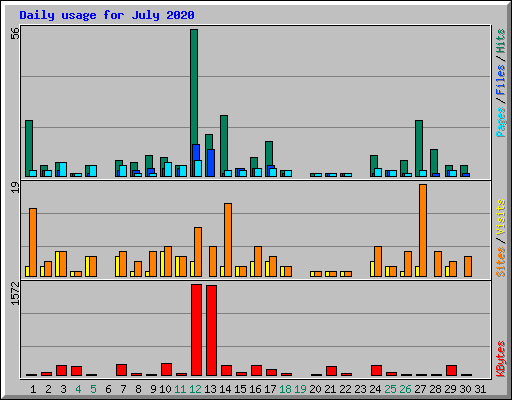 Daily usage for July 2020
56
Pages / Files / Hits
19
Sites / Visits
1572
KBytes
1 2 3 4 5 6 7 8 9 10 11 12 13 14 15 16 17 18 19 20 21 22 23 24 25 26 27 28 29 30 31